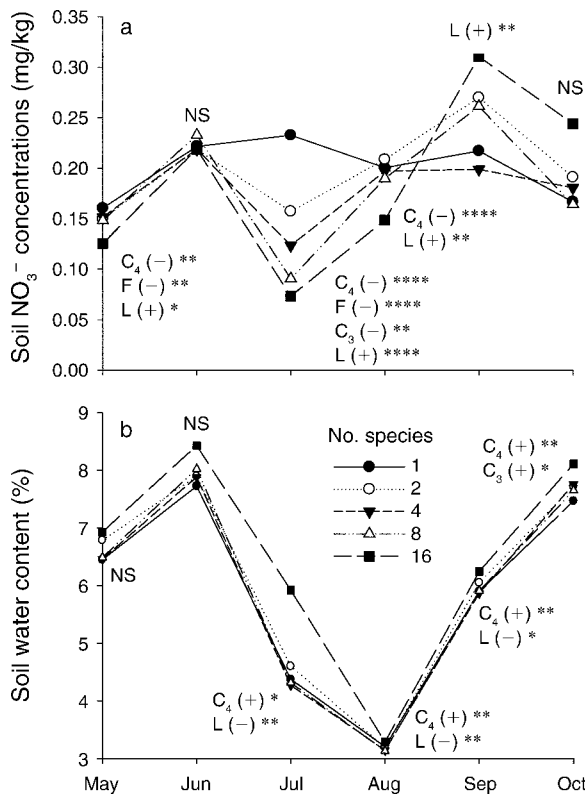 a
L (+) **
NS
NS
0.35
0.30
0.25
0.20
0.15
0.10
0.05
0.00
Soil NO₃⁻ concentrations (mg/kg)
C₄ (−) **
F (−) **
L (+) *
C₄ (−) ****
F (−) ****
C₃ (−) **
L (+) ****
C₄ (−) ****
L (+) **
b
NS
No. species
1
2
4
8
16
C₄ (+) **
C₃ (+) *
9
8
7
6
5
4
3
Soil water content (%)
NS
C₄ (+) *
L (−) **
C₄ (+) **
L (−) **
C₄ (+) **
L (−) *
May Jun Jul Aug Sep Oct